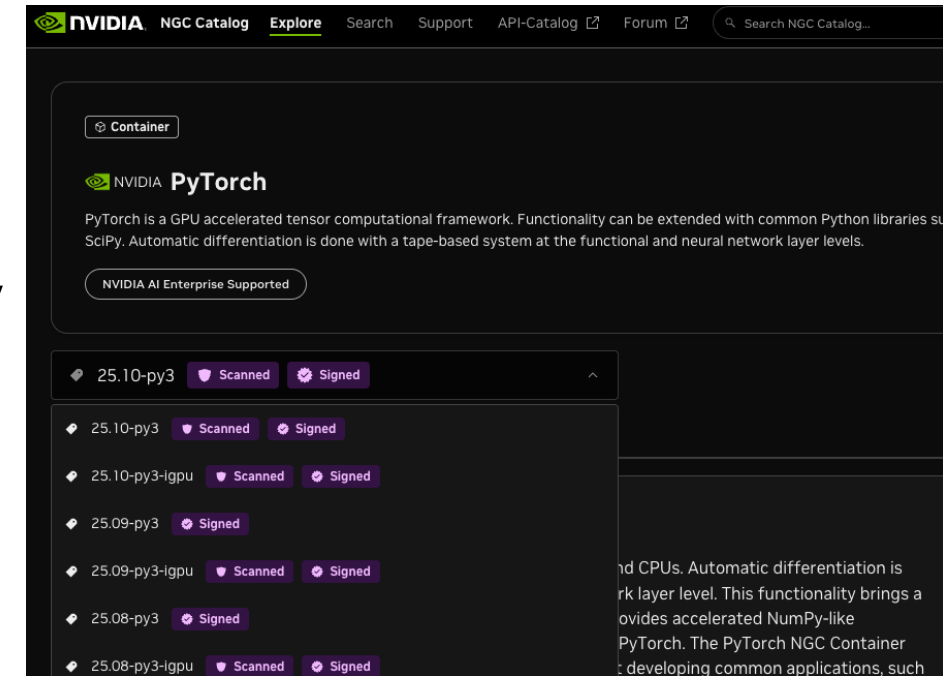 NVIDIA. NGC Catalog Explore Search Support API-Catalog Forum Search NGC Catalog...
Container
NVIDIA PyTorch
PyTorch is a GPU accelerated tensor computational framework. Functionality can be extended with common Python libraries su
SciPy. Automatic differentiation is done with a tape-based system at the functional and neural network layer levels.
NVIDIA AI Enterprise Supported
25.10-py3 Scanned Signed
25.10-py3 Scanned Signed
25.10-py3-igpu Scanned Signed
25.09-py3 Signed
25.09-py3-igpu Scanned Signed
25.08-py3 Signed
25.08-py3-igpu Scanned Signed
nd CPUs. Automatic differentiation is
rk layer level. This functionality brings a
ovides accelerated NumPy-like
PyTorch. The PyTorch NGC Container
developing common applications, such